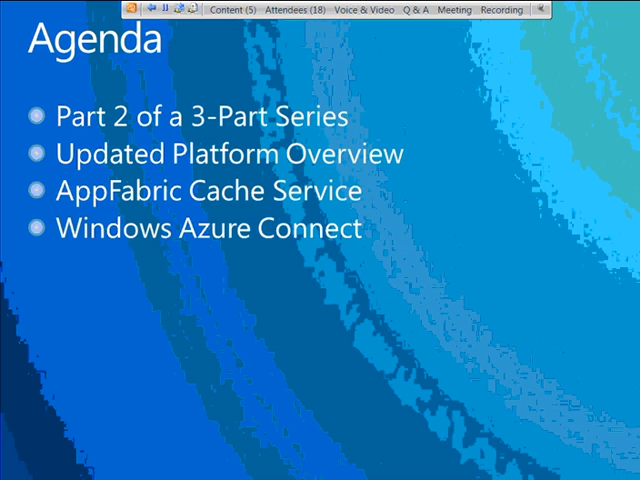 Content (5) Attendees (18) Voice & Video Q & A Meeting Recording
Agenda
Part 2 of a 3-Part Series
Updated Platform Overview
AppFabric Cache Service
Windows Azure Connect